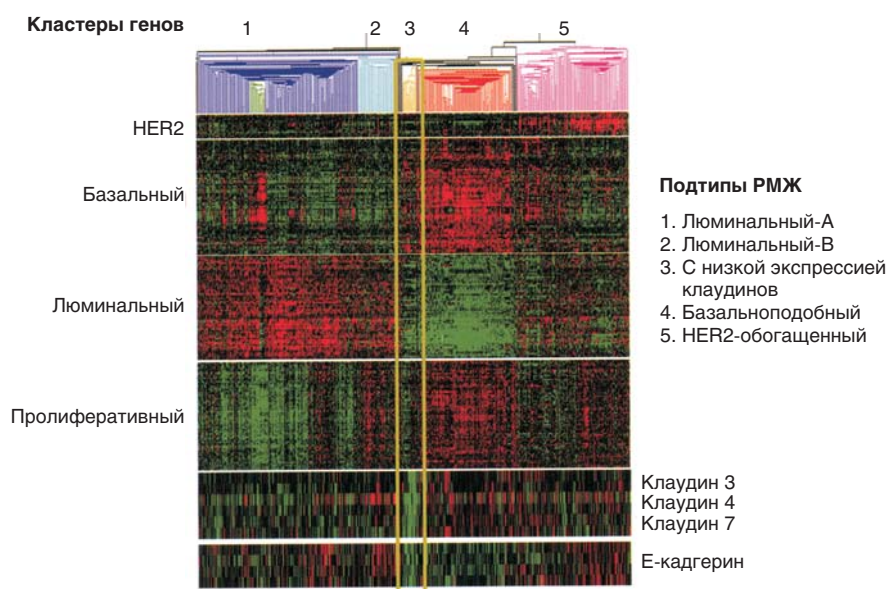 Кластеры генов
1 2 3 4 5
HER2
Базальный
Люминальный
Пролиферативный
Клаудин 3
Клаудин 4
Клаудин 7
Е-кадгерин
Подтипы РМЖ
1. Люминальный-А
2. Люминальный-В
3. С низкой экспрессией
клаудинов
4. Базальноподобный
5. HER2-обогащенный